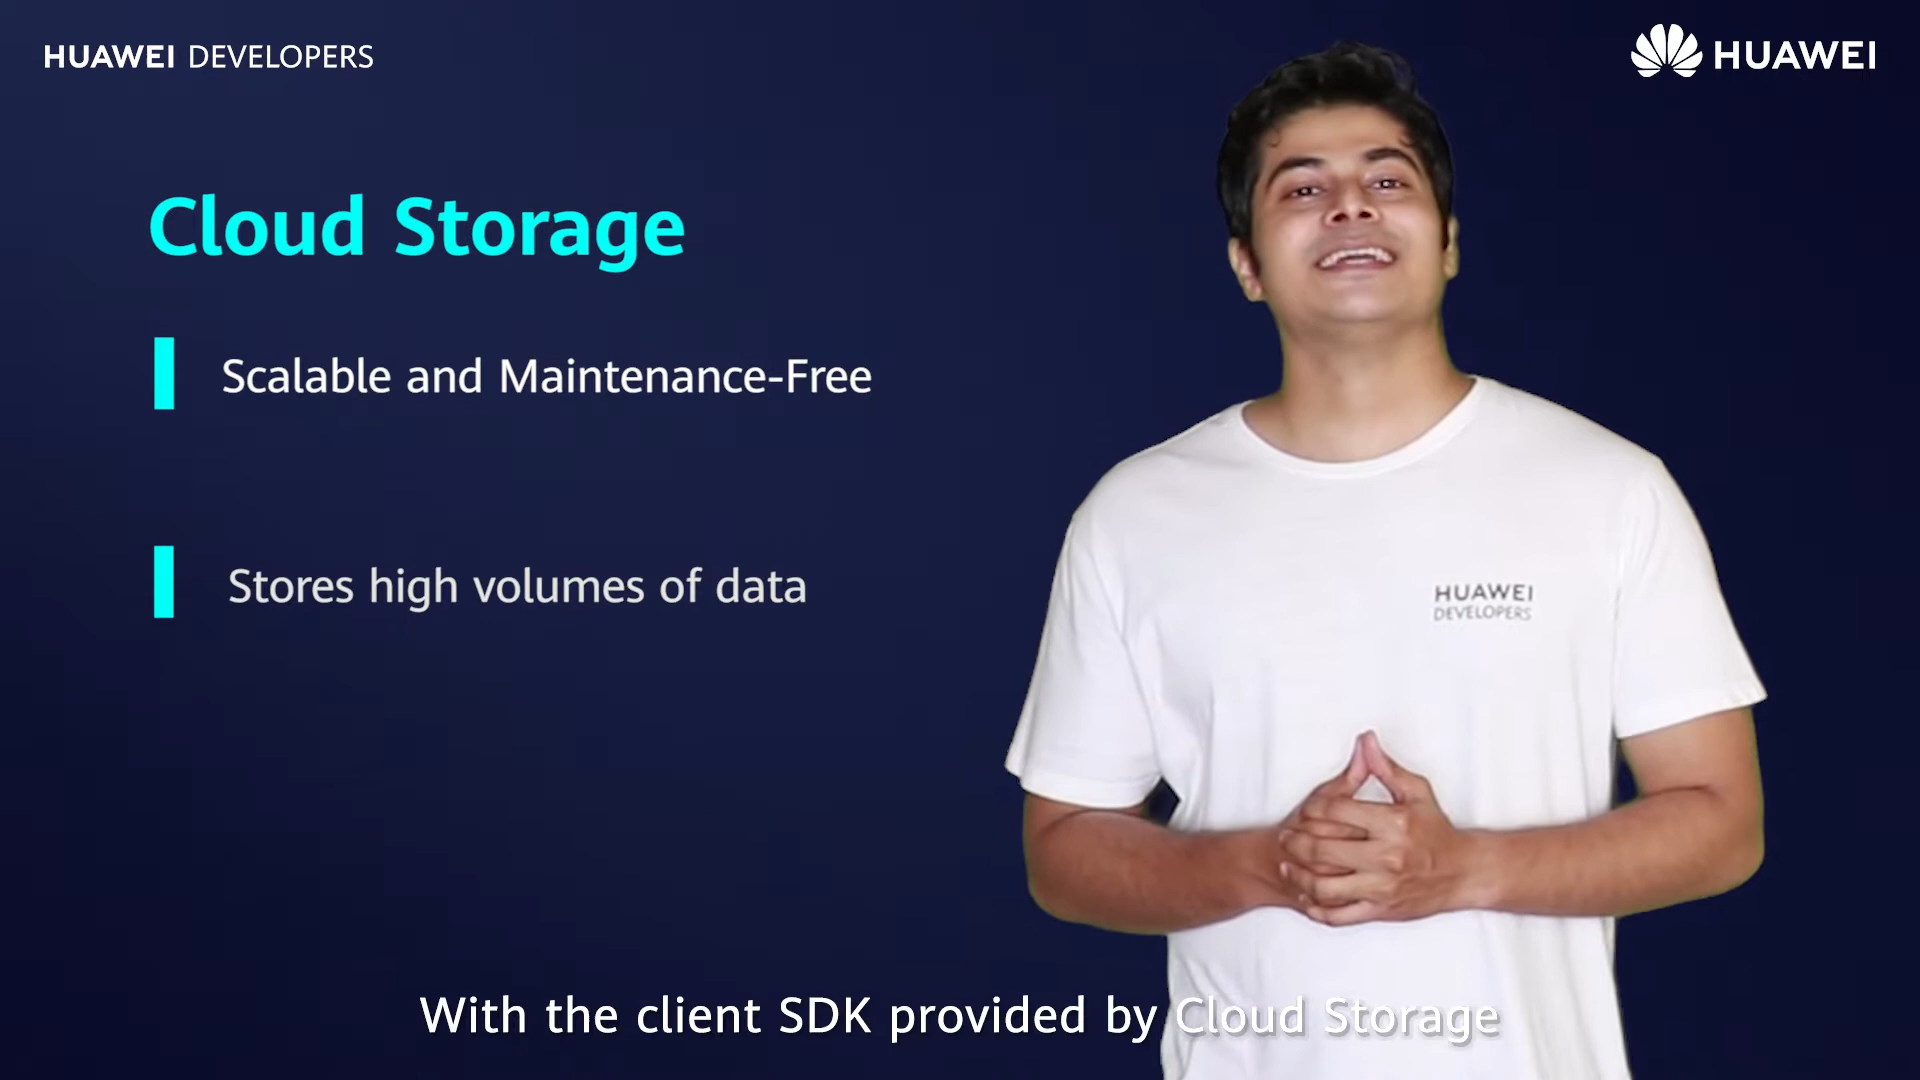 HUAWEI DEVELOPERS
HUAWEI
Cloud Storage
Scalable and Maintenance-Free
Stores high volumes of data
HUAWEI
DEVELOPERS
With the client SDK provided by Cloud Storage